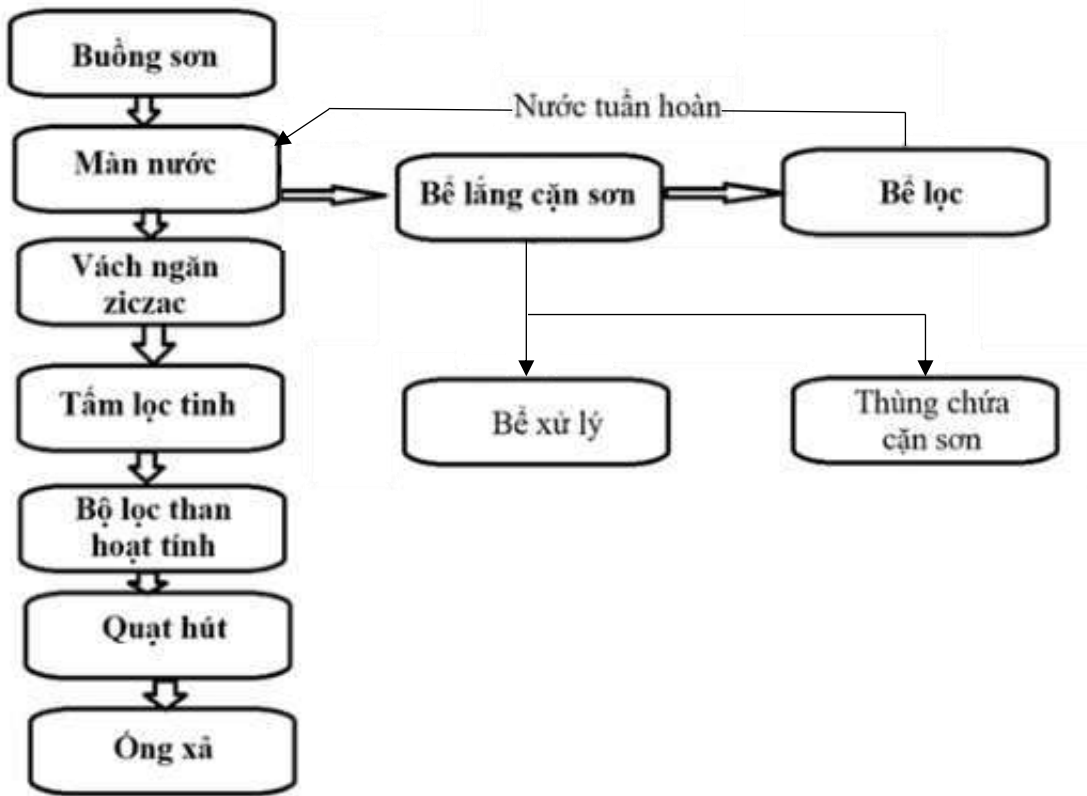 Buồng sơn
Nước tuần hoàn
Màn nước
Bể lắng cặn sơn
Bể lọc
Vách ngăn
ziczac
Tấm lọc tinh
Bể xử lý
Thùng chứa
cặn sơn
Bộ lọc than
hoạt tính
Quạt hút
Ống xả